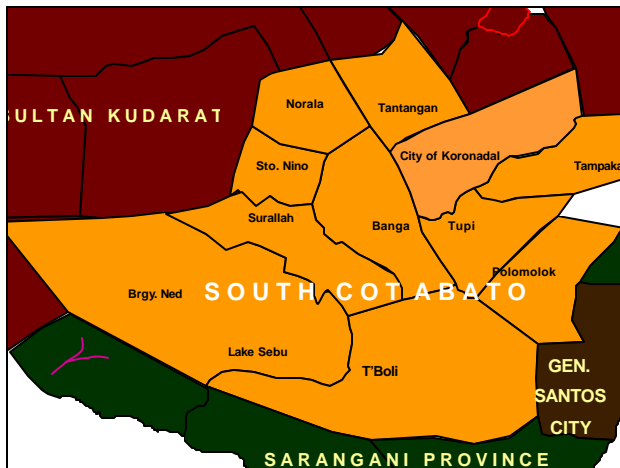 Norala
Tantangan
SULTAN KUDARAT
City of Koronadal
Sto. Nino
Tampaka
Surallah
Banga
Tupi
Polomolok
Brgy. Ned
SOUTH COTABATO
Lake Sebu
T'Boli
GEN.
SANTOS
CITY
SARANGANI PROVINCE